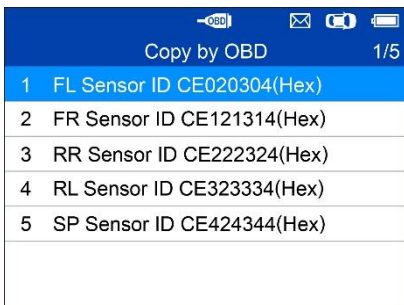 OBD
Copy by OBD 1/5
1 FL Sensor ID CE020304(Hex)
2 FR Sensor ID CE121314(Hex)
3 RR Sensor ID CE222324(Hex)
4 RL Sensor ID CE323334(Hex)
5 SP Sensor ID CE424344(Hex)